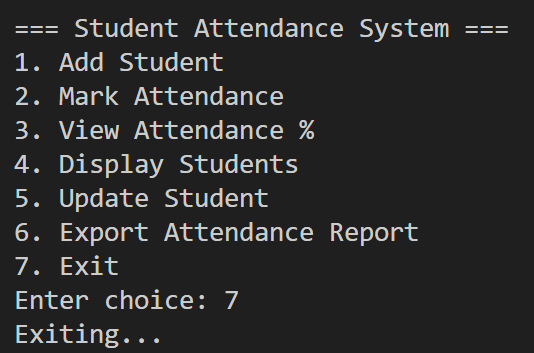 === Student Attendance System ===
1. Add Student
2. Mark Attendance
3. View Attendance %
4. Display Students
5. Update Student
6. Export Attendance Report
7. Exit
Enter choice: 7
Exiting...